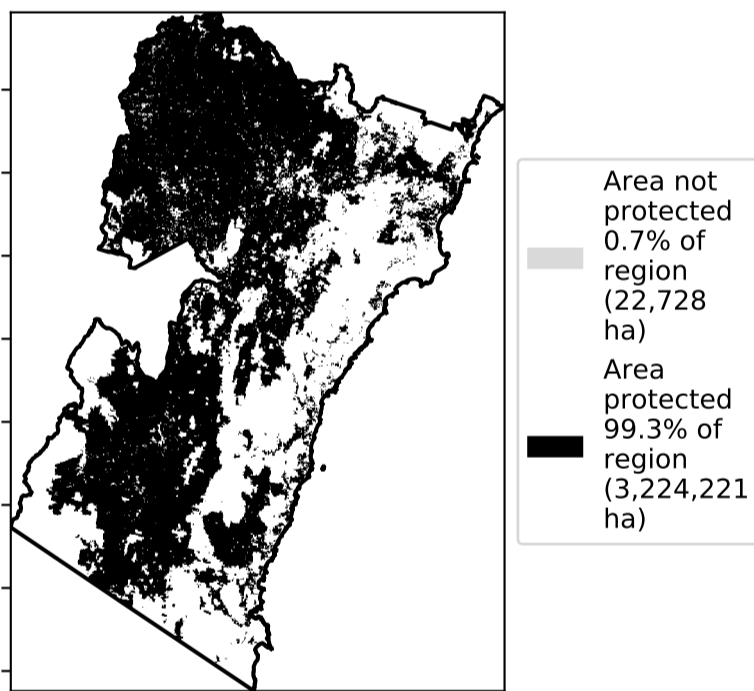 Area not
protected
0.7% of
region
(22,728
ha)
Area
protected
99.3% of
region
(3,224,221
ha)